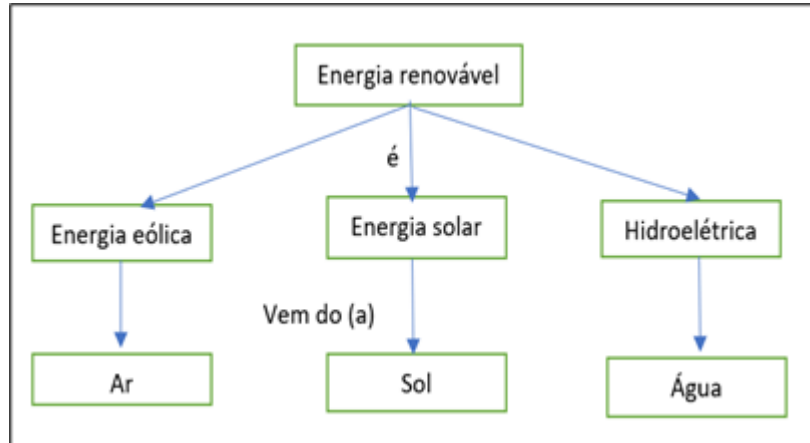 Energia renovável
é
Energia eólica
Energia solar
Hidroelétrica
Vem do (a)
Ar
Sol
Água